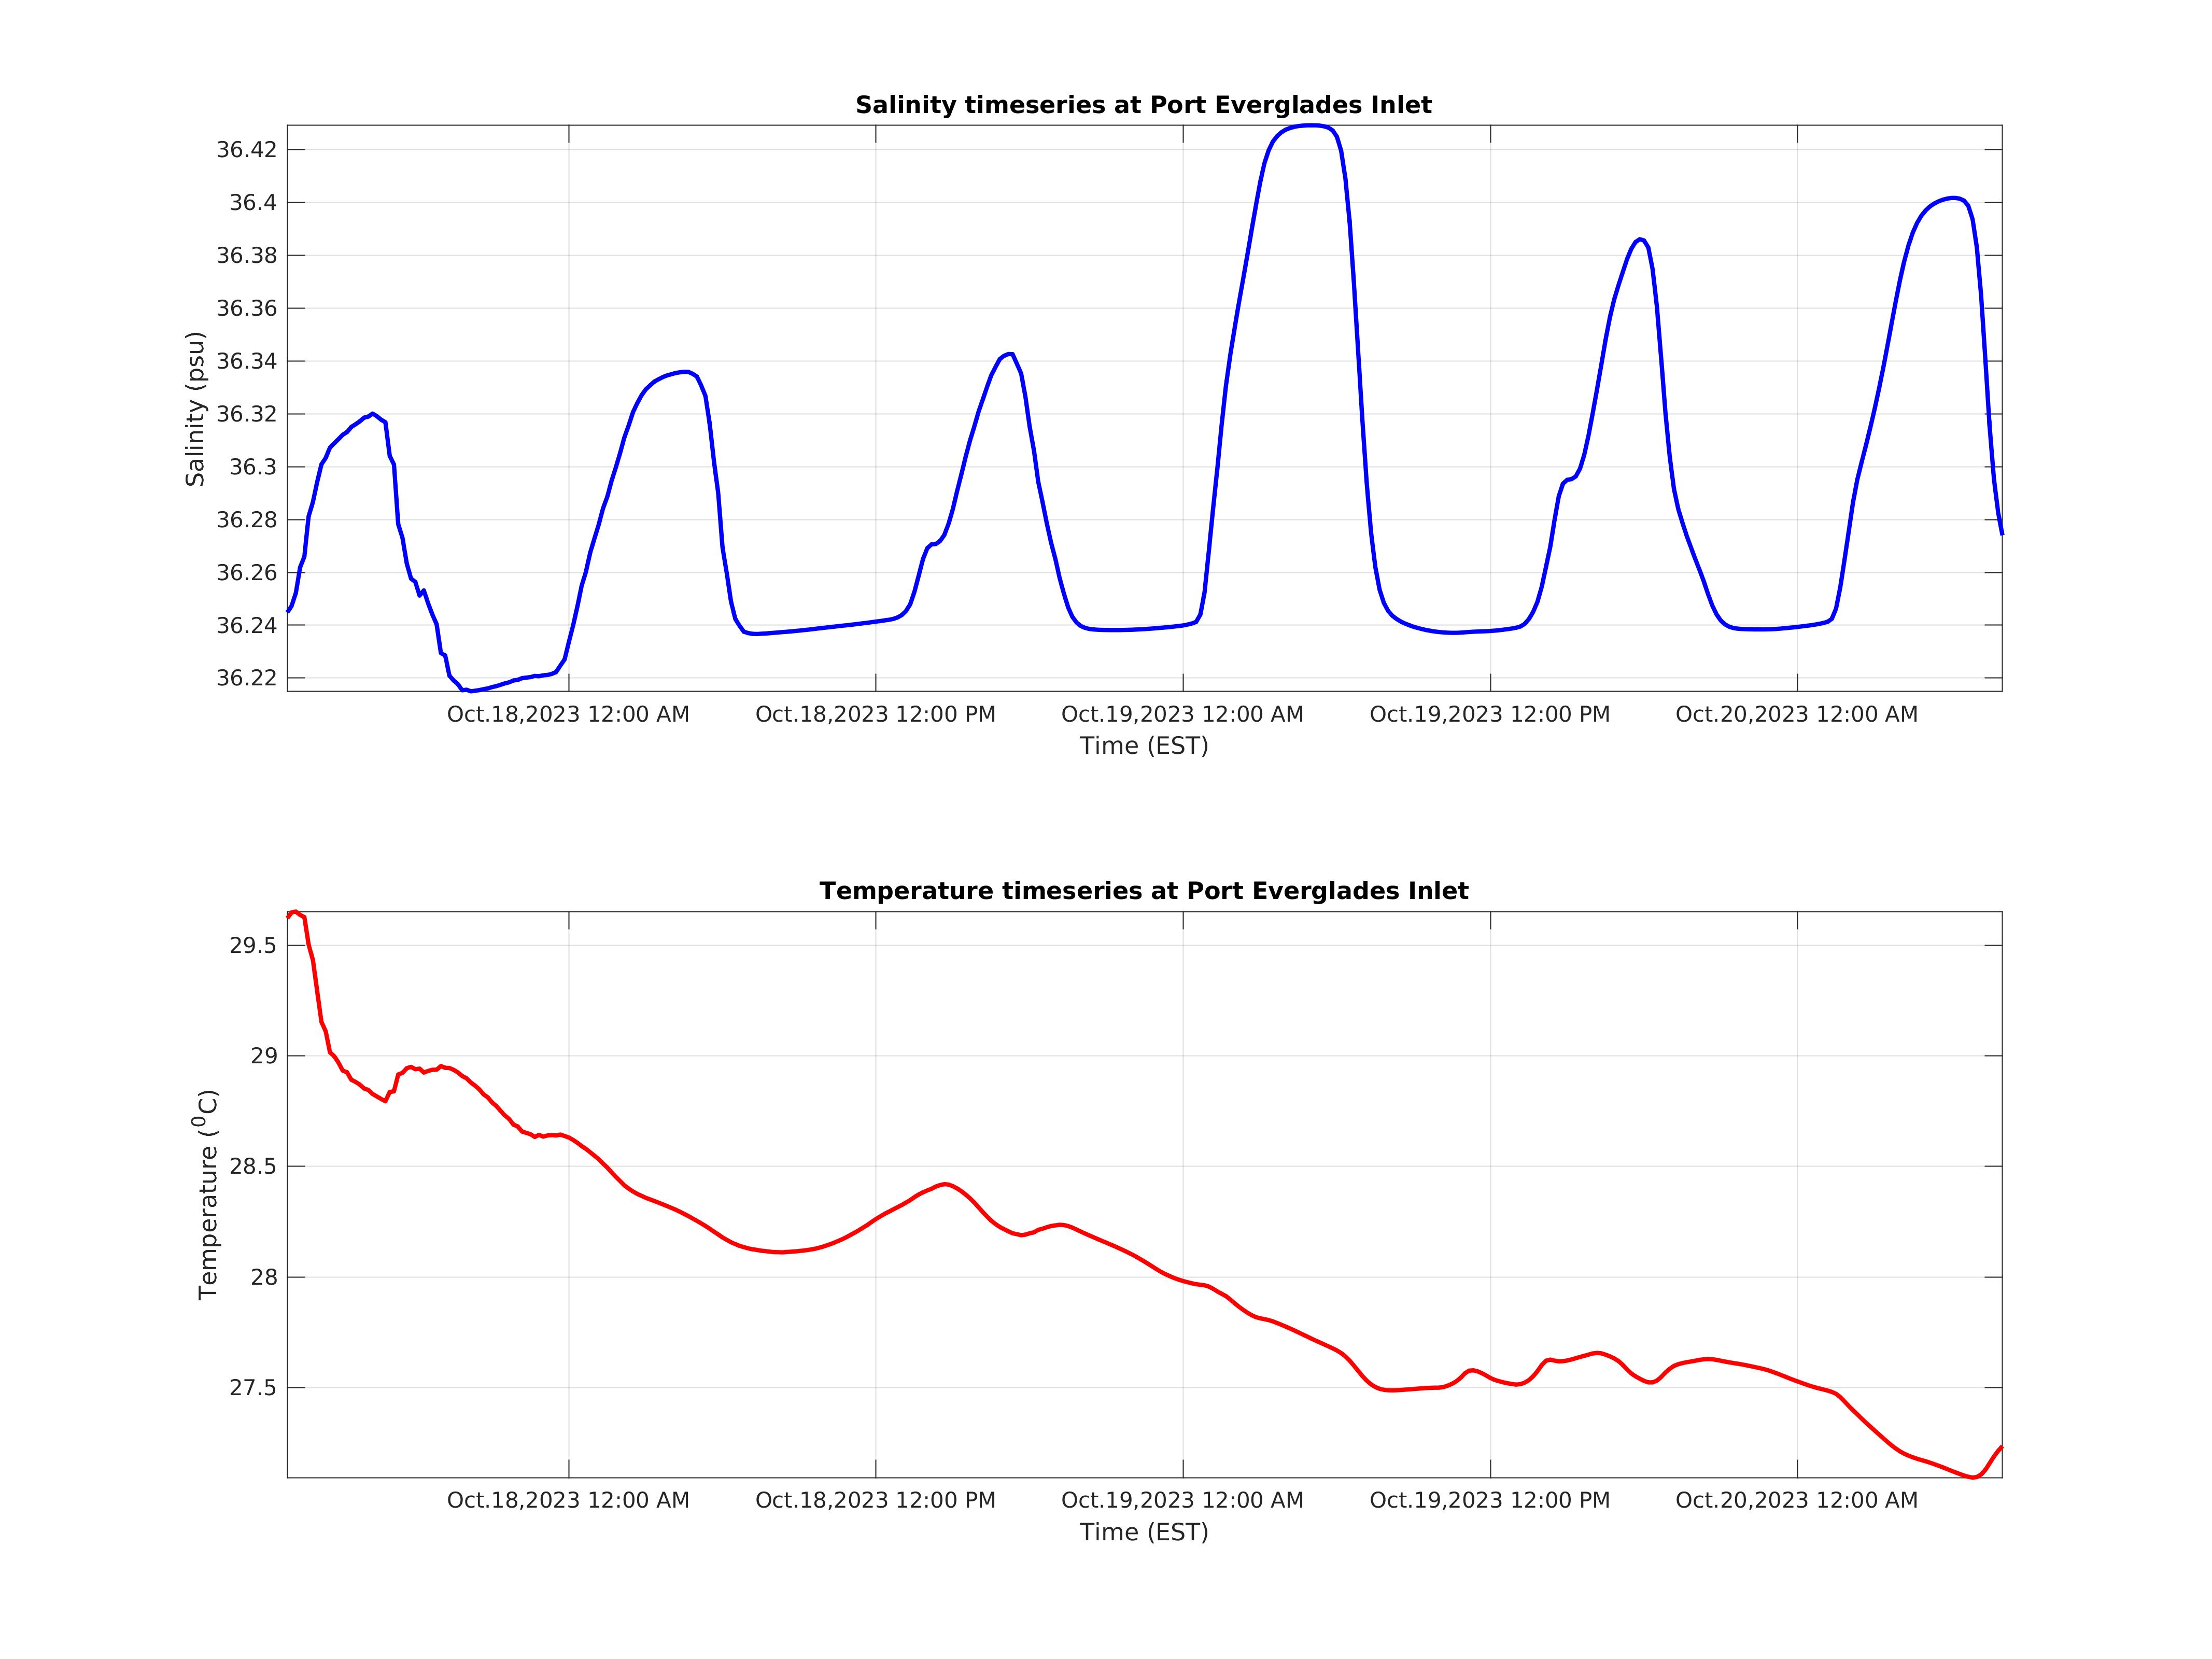 Salinity timeseries at Port Everglades Inlet
36.42
36.4
36.38
36.36
36.34
36.32
36.3
36.28
36.26
36.24
36.22
Salinity (psu)
Oct.18,2023 12:00 AM Oct.18,2023 12:00 PM Oct.19,2023 12:00 AM Oct.19,2023 12:00 PM Oct.20,2023 12:00 AM
Time (EST)
Temperature timeseries at Port Everglades Inlet
29.5
29
28.5
28
27.5
Temperature (⁰C)
Oct.18,2023 12:00 AM Oct.18,2023 12:00 PM Oct.19,2023 12:00 AM Oct.19,2023 12:00 PM Oct.20,2023 12:00 AM
Time (EST)